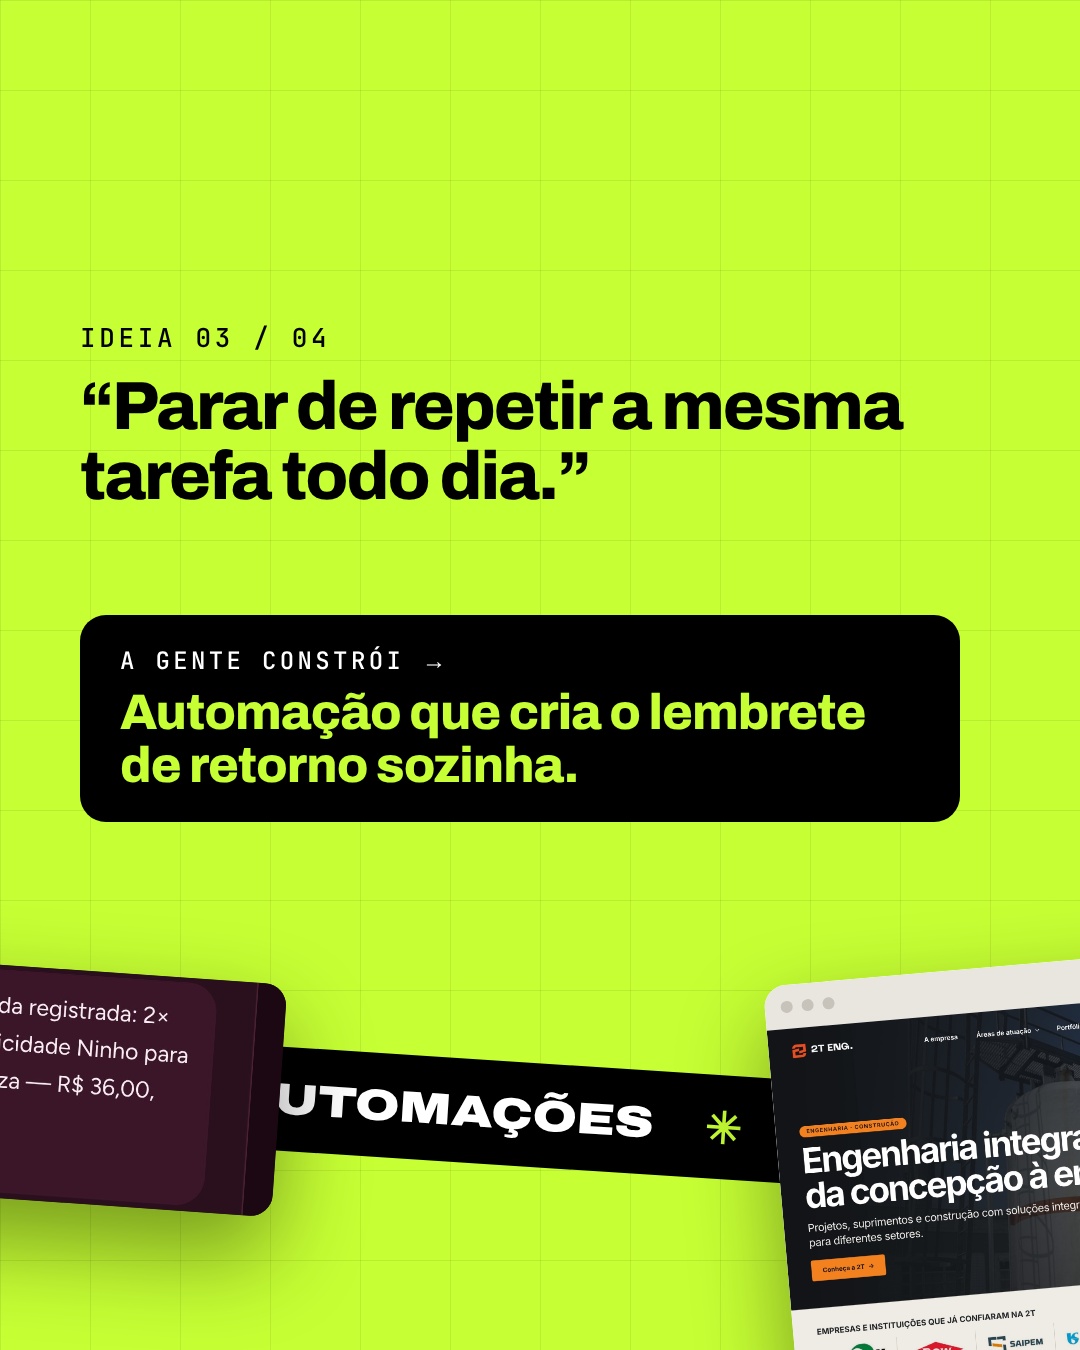 IDEIA 03 / 04
“Parar de repetir a mesma
tarefa todo dia.”
A GENTE CONSTRÓI →
Automação que cria o lembrete
de retorno sozinha.
da registrada: 2×
icidade Ninho para
za — R$ 36,00,
UTOMAÇÕES
2T ENG.
A empresa
Áreas de atuação
Portfóli
ENGENHARIA · CONSTRUÇÃO
Engenharia integra
da concepção à en
Projetos, suprimentos e construção com soluções integr
para diferentes setores.
Conheça a 2T →
EMPRESAS E INSTITUIÇÕES QUE JÁ CONFIARAM NA 2T
SAIPEM